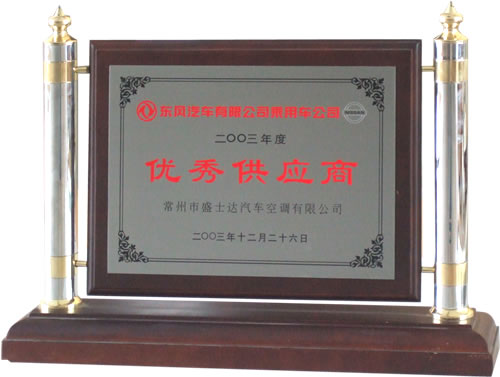 东风汽车有限公司乘用车公司
二〇〇三年度
优秀供应商
常州市盛士达汽车空调有限公司
二〇〇三年十二月二十六日